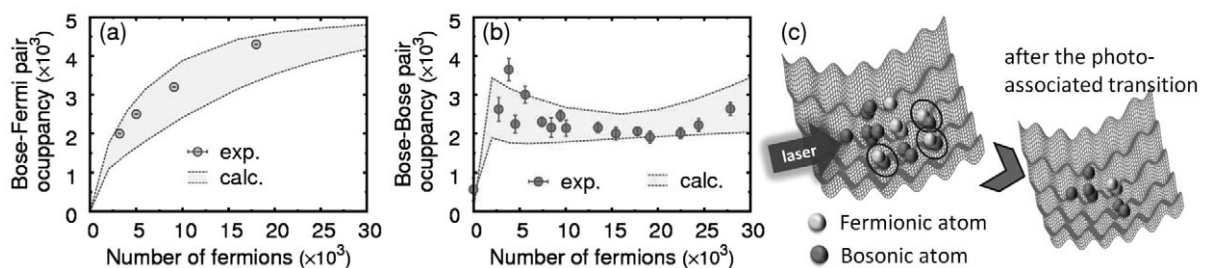 (a)
Bose-Fermi pair
ocuppancy (×10³)
5
4
3
2
1
0
exp.
calc.
0 5 10 15 20 25 30
Number of fermions (×10³)
(b)
Bose-Bose pair
ocuppancy (×10³)
5
4
3
2
1
0
exp. calc.
0 5 10 15 20 25 30
Number of fermions (×10³)
(c)
laser
Fermionic atom
Bosonic atom
after the photo-
associated transition